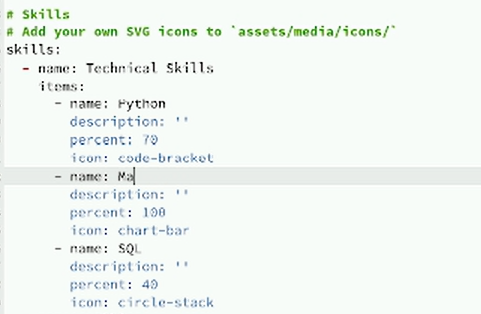 # Skills
# Add your own SVG icons to `assets/media/icons/`
skills:
  - name: Technical Skills
    items:
      - name: Python
        description: ''
        percent: 70
        icon: code-bracket
      - name: Ma
        description: ''
        percent: 100
        icon: chart-bar
      - name: SQL
        description: ''
        percent: 40
        icon: circle-stack